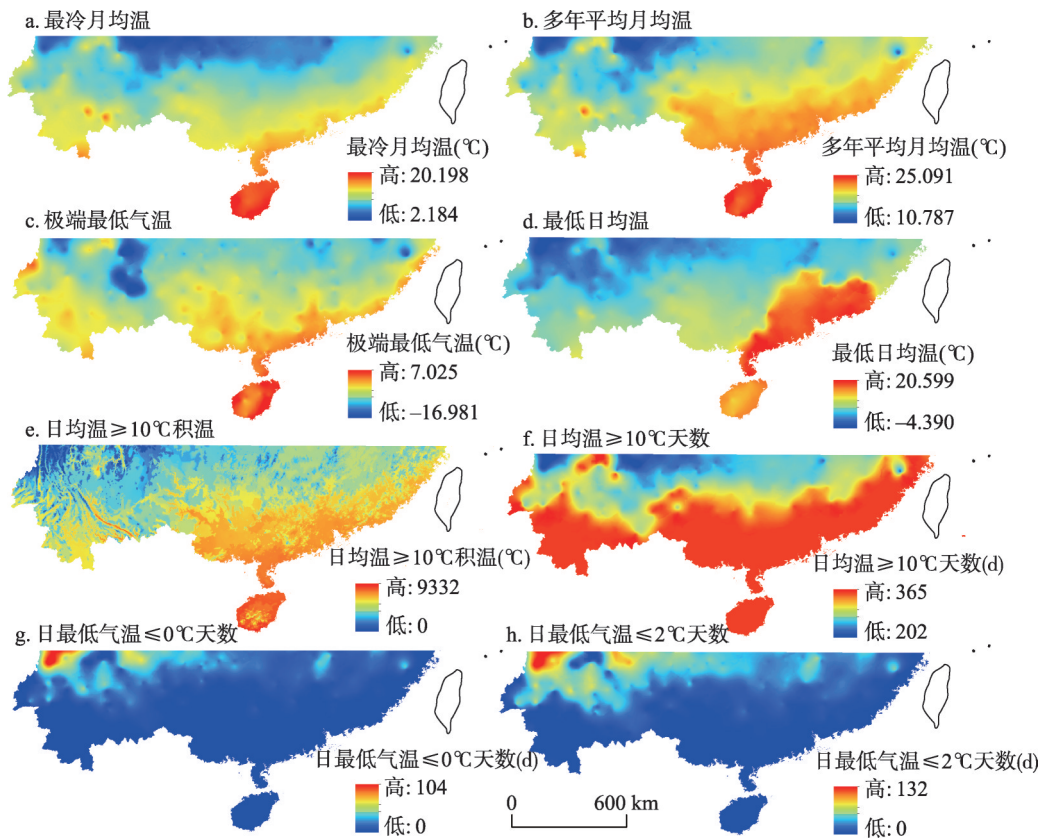 a. 最冷月均温
b. 多年平均月均温
最冷月均温(℃)
高: 20.198
低: 2.184
多年平均月均温(℃)
高: 25.091
低: 10.787
c. 极端最低气温
d. 最低日均温
极端最低气温(℃)
高: 7.025
低: –16.981
最低日均温(℃)
高: 20.599
低: –4.390
e. 日均温≥10℃积温
f. 日均温≥10℃天数
日均温≥10℃积温(℃)
高: 9332
低: 0
日均温≥10℃天数(d)
高: 365
低: 202
g. 日最低气温≤0℃天数
h. 日最低气温≤2℃天数
日最低气温≤0℃天数(d)
高: 104
低: 0
0 600 km
日最低气温≤2℃天数(d)
高: 132
低: 0